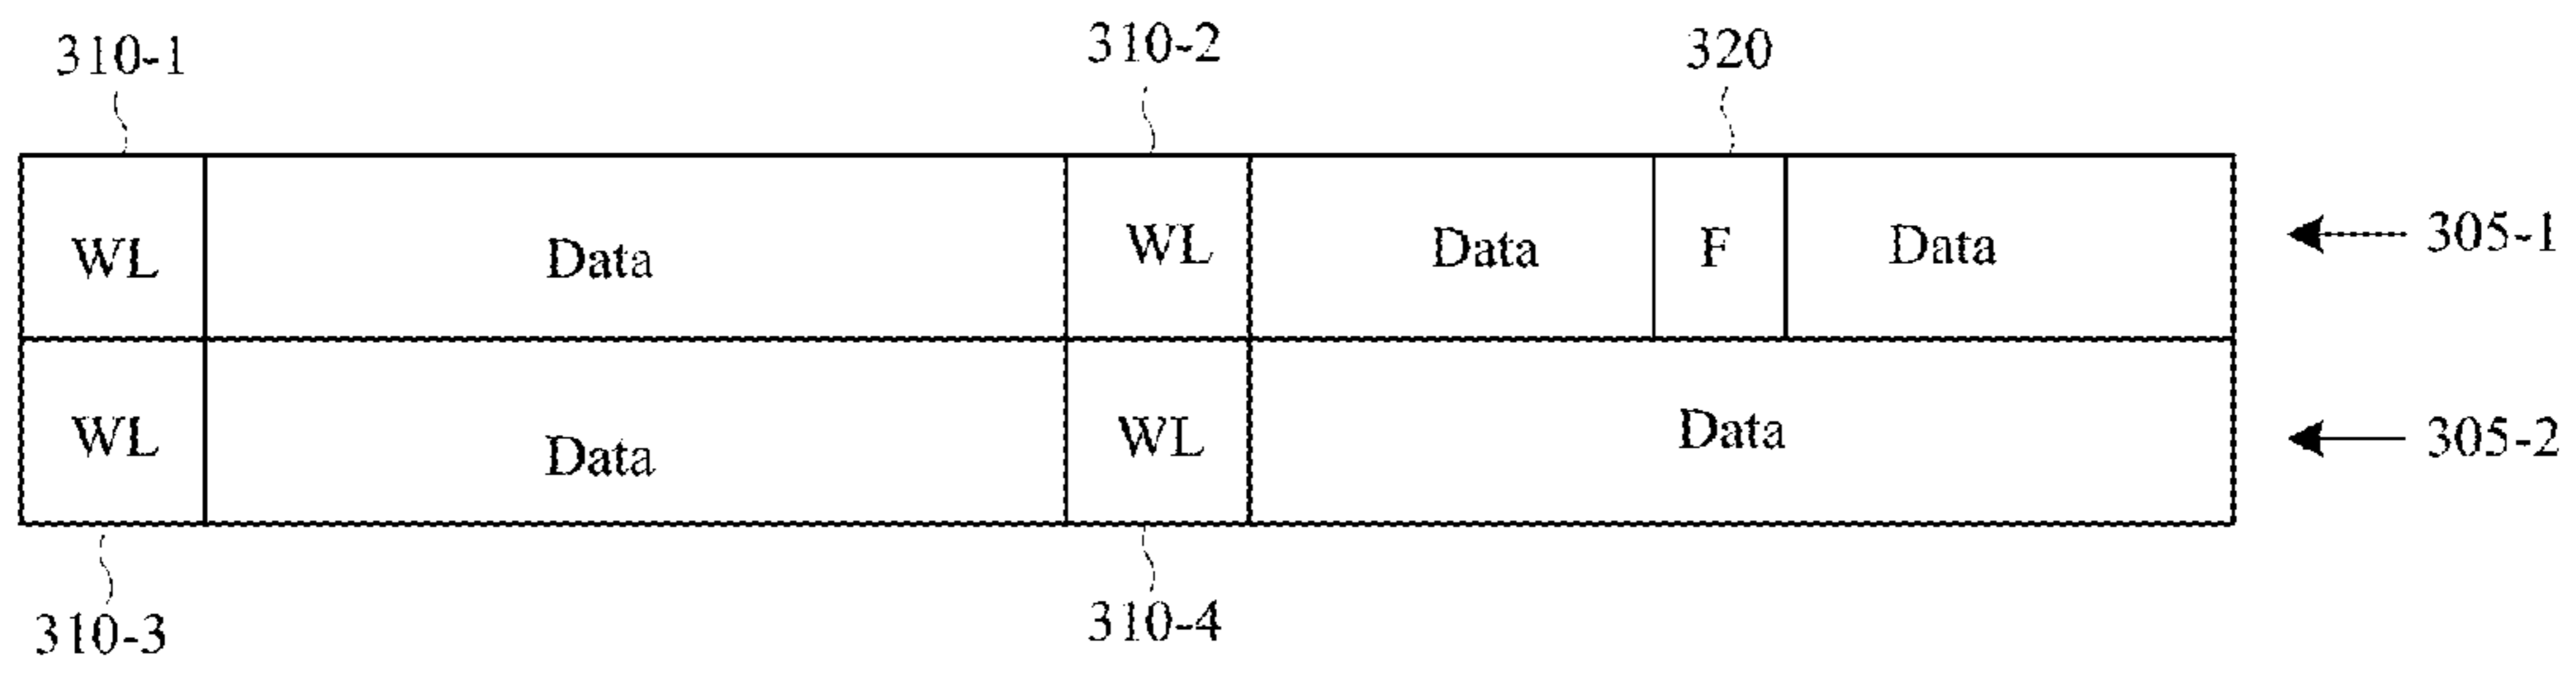 310-1 310-2 320
WL Data WL Data F Data 305-1
WL Data WL Data 305-2
310-3 310-4